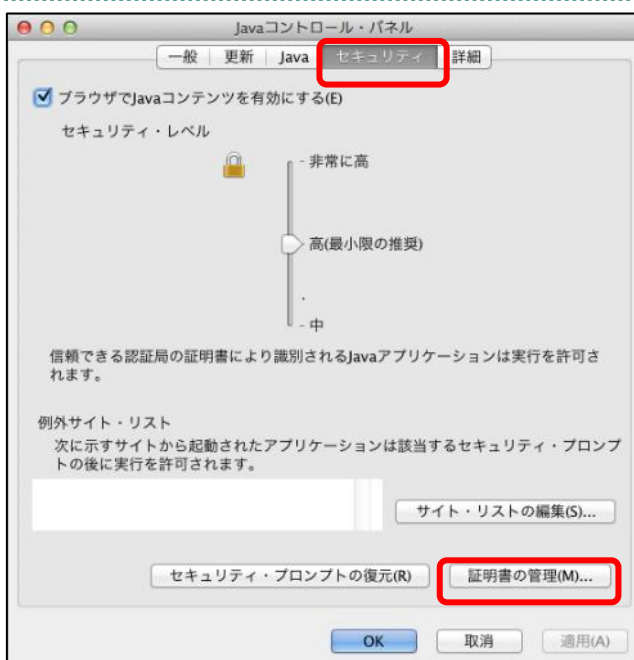 Javaコントロール・パネル
一般 更新 Java セキュリティ 詳細
ブラウザでJavaコンテンツを有効にする(E)
セキュリティ・レベル
- 非常に高
高(最小限の推奨)
- 中
信頼できる認証局の証明書により識別されるJavaアプリケーションは実行を許可さ
れます。
例外サイト・リスト
次に示すサイトから起動されたアプリケーションは該当するセキュリティ・プロンプ
トの後に実行を許可されます。
サイト・リストの編集(S)...
セキュリティ・プロンプトの復元(R) 証明書の管理(M)...
OK 取消 適用(A)